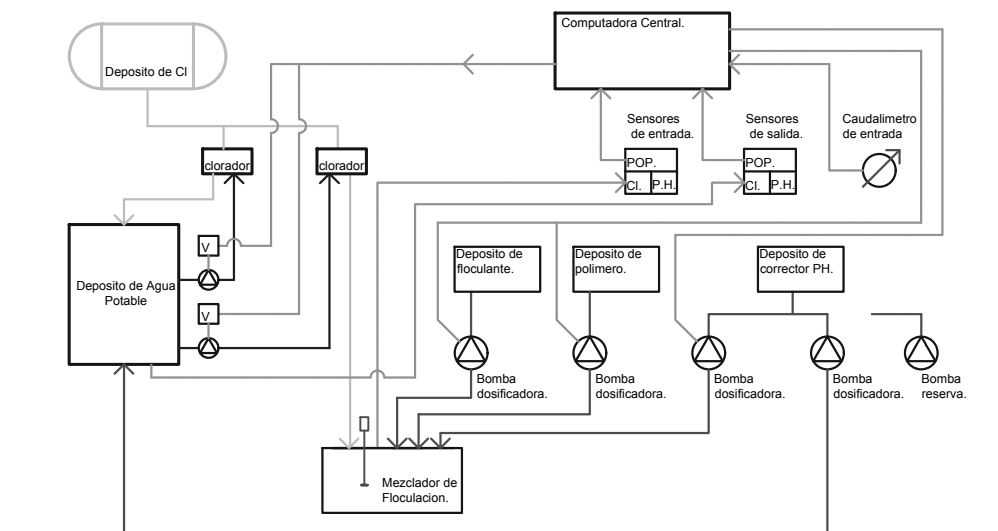 Computadora Central.
Deposito de Cl
Sensores
de entrada.
Sensores
de salida.
Caudalimetro
de entrada
clorador
clorador
POP.
Cl. P.H.
POP.
Cl. P.H.
V
Deposito de Agua
Potable
V
Deposito de
floculante.
Deposito de
polimero.
Deposito de
corrector PH.
Bomba
dosificadora.
Bomba
dosificadora.
Bomba
dosificadora.
Bomba
dosificadora.
Bomba
reserva.
Mezclador de
Floculacion.